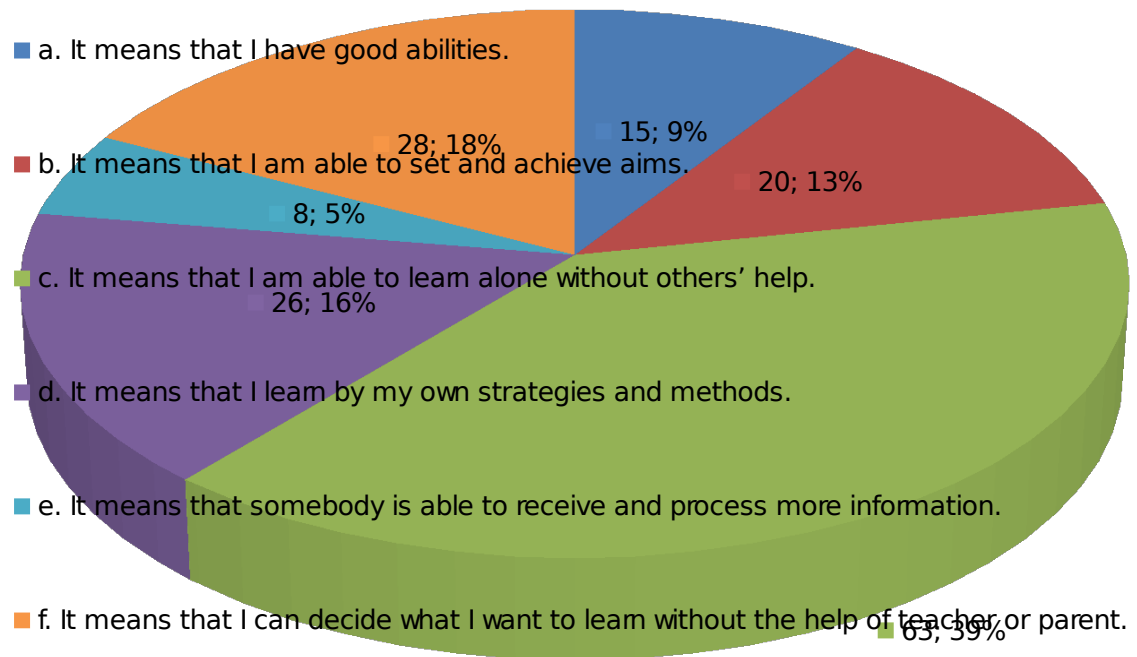 a. It means that I have good abilities.
15; 9%
28; 18%
b. It means that I am able to set and achieve aims.
20; 13%
8; 5%
c. It means that I am able to learn alone without others’ help.
26; 16%
d. It means that I learn by my own strategies and methods.
e. It means that somebody is able to receive and process more information.
f. It means that I can decide what I want to learn without the help of teacher or parent.
63; 39%